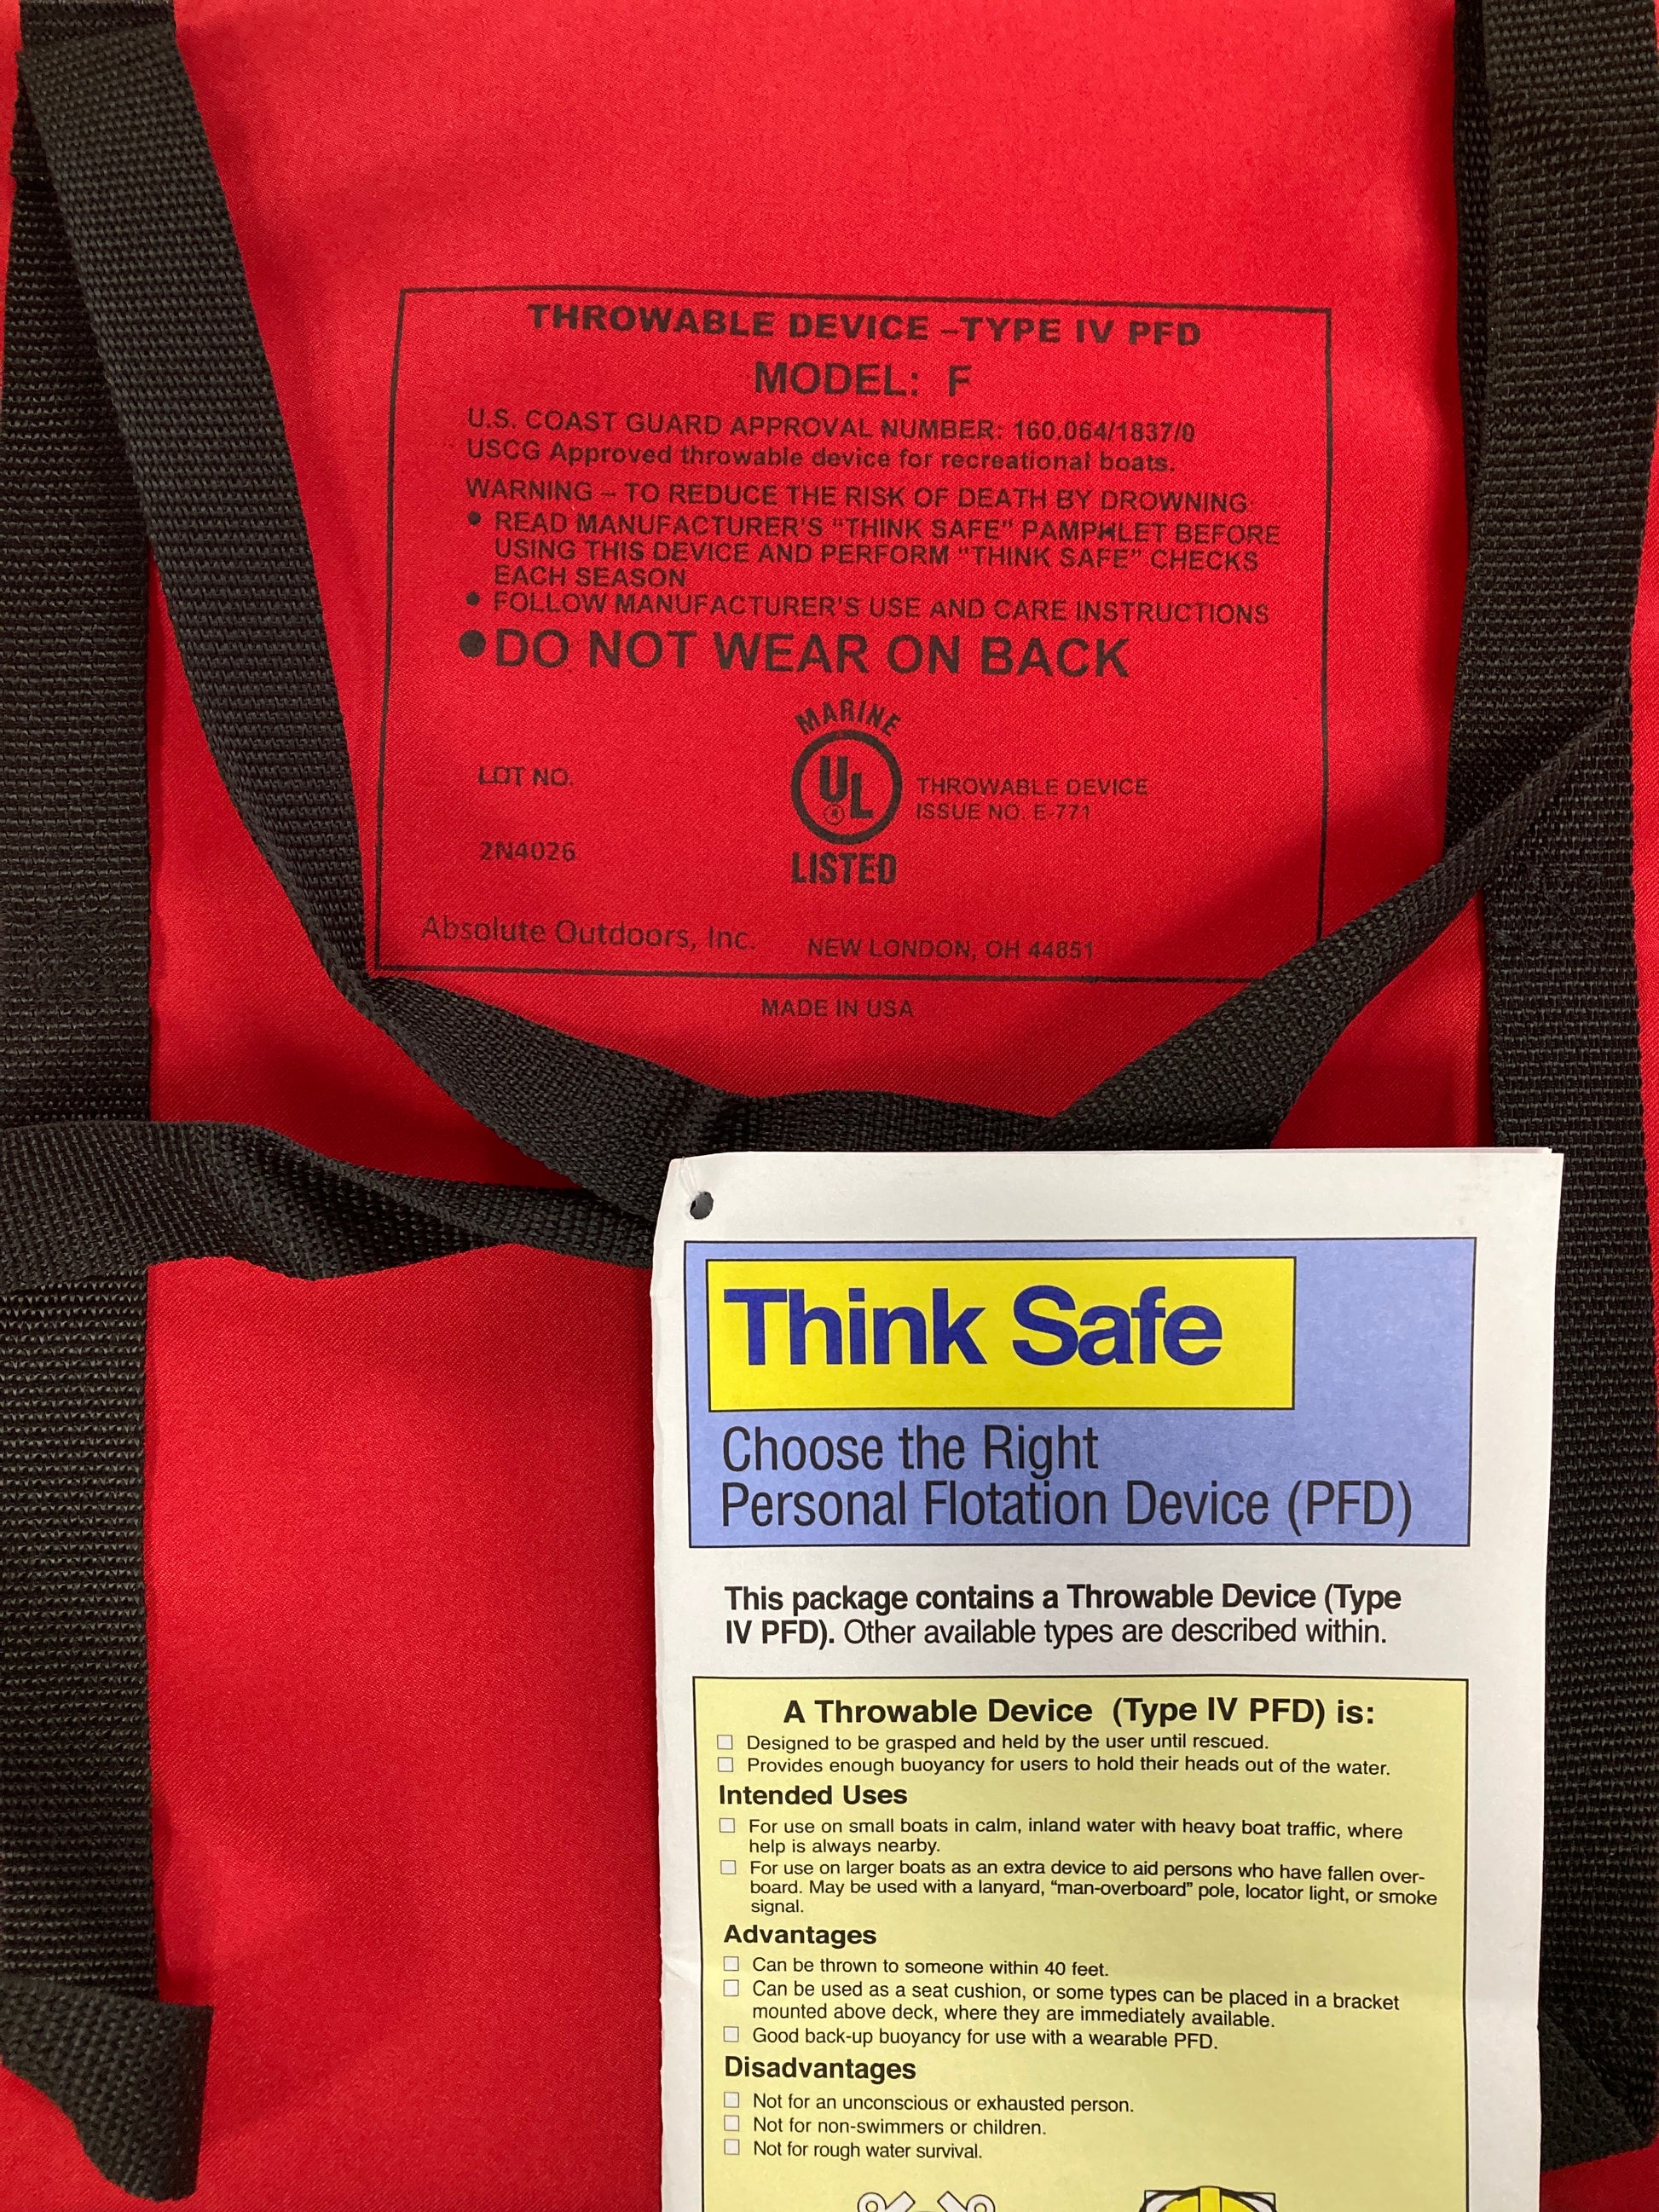 THROWABLE DEVICE –TYPE IV PFD
MODEL: F
U.S. COAST GUARD APPROVAL NUMBER: 160.064/1837/0
USCG Approved throwable device for recreational boats.
WARNING – TO REDUCE THE RISK OF DEATH BY DROWNING:
● READ MANUFACTURER'S "THINK SAFE" PAMPHLET BEFORE
USING THIS DEVICE AND PERFORM "THINK SAFE" CHECKS
EACH SEASON
● FOLLOW MANUFACTURER'S USE AND CARE INSTRUCTIONS
● DO NOT WEAR ON BACK
MARINE
UL ®
LISTED
THROWABLE DEVICE
ISSUE NO. E-771
LOT NO.
2N4026
Absolute Outdoors, Inc. NEW LONDON, OH 44851
MADE IN USA
Think Safe
Choose the Right
Personal Flotation Device (PFD)
This package contains a Throwable Device (Type
IV PFD). Other available types are described within.
A Throwable Device (Type IV PFD) is:
☐ Designed to be grasped and held by the user until rescued.
☐ Provides enough buoyancy for users to hold their heads out of the water.
Intended Uses
☐ For use on small boats in calm, inland water with heavy boat traffic, where
help is always nearby.
☐ For use on larger boats as an extra device to aid persons who have fallen over-
board. May be used with a lanyard, “man-overboard” pole, locator light, or smoke
signal.
Advantages
☐ Can be thrown to someone within 40 feet.
☐ Can be used as a seat cushion, or some types can be placed in a bracket
mounted above deck, where they are immediately available.
☐ Good back-up buoyancy for use with a wearable PFD.
Disadvantages
☐ Not for an unconscious or exhausted person.
☐ Not for non-swimmers or children.
☐ Not for rough water survival.